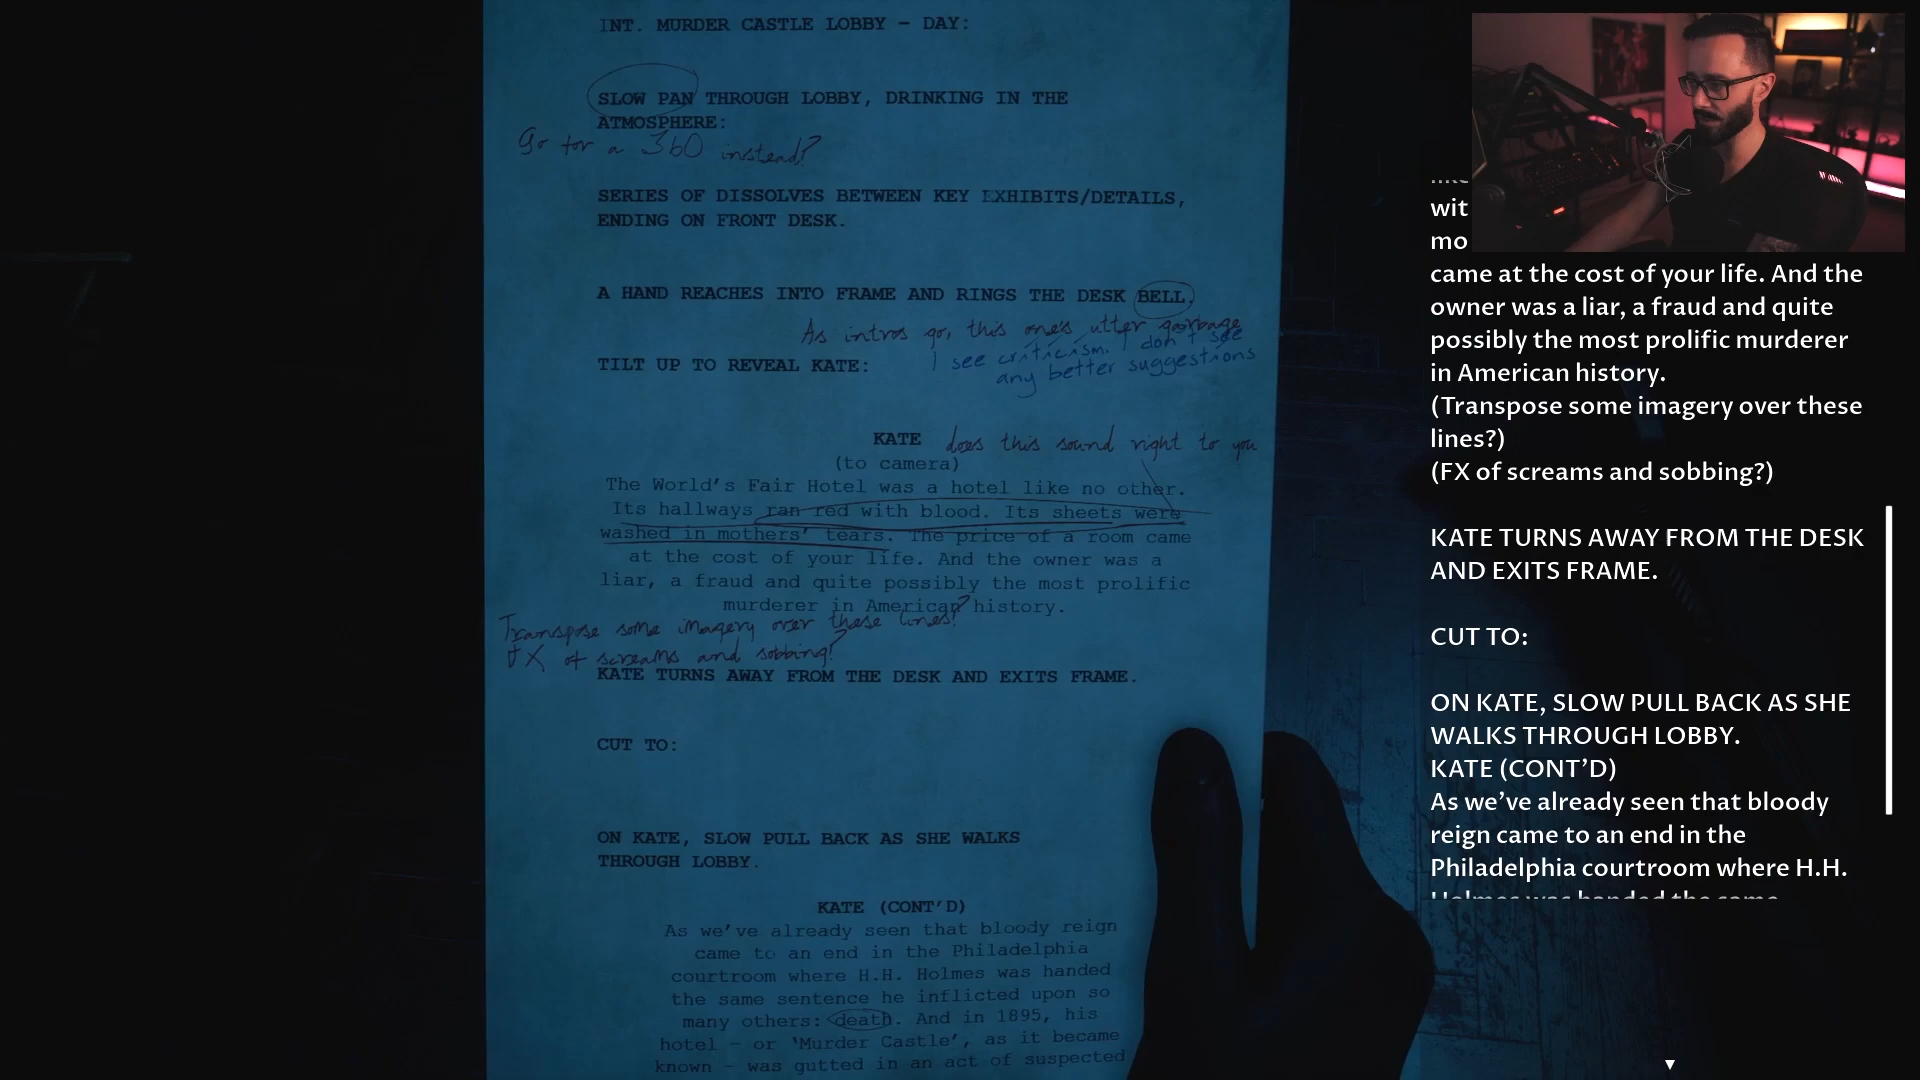 INT. MURDER CASTLE LOBBY – DAY:
SLOW PAN THROUGH LOBBY, DRINKING IN THE
ATMOSPHERE:
Go for a 360 instead?
SERIES OF DISSOLVES BETWEEN KEY EXHIBITS/DETAILS,
ENDING ON FRONT DESK.
A HAND REACHES INTO FRAME AND RINGS THE DESK BELL.
As intros go, this one's utter garbage
I see criticism. I don't see
any better suggestions
TILT UP TO REVEAL KATE:
KATE does this sound right to you
(to camera)
The World's Fair Hotel was a hotel like no other.
Its hallways ran red with blood. Its sheets were
washed in mothers' tears. The price of a room came
at the cost of your life. And the owner was a
liar, a fraud and quite possibly the most prolific
murderer in American history.
Transpose some imagery over these lines?
FX of screams and sobbing?
KATE TURNS AWAY FROM THE DESK AND EXITS FRAME.
CUT TO:
ON KATE, SLOW PULL BACK AS SHE WALKS
THROUGH LOBBY.
KATE (CONT'D)
As we've already seen that bloody reign
came to an end in the Philadelphia
courtroom where H.H. Holmes was handed
the same sentence he inflicted upon so
many others: death. And in 1895, his
hotel – or 'Murder Castle', as it became
known – was gutted in an act of suspected
wit
mo
came at the cost of your life. And the
owner was a liar, a fraud and quite
possibly the most prolific murderer
in American history.
(Transpose some imagery over these
lines?)
(FX of screams and sobbing?)
KATE TURNS AWAY FROM THE DESK
AND EXITS FRAME.
CUT TO:
ON KATE, SLOW PULL BACK AS SHE
WALKS THROUGH LOBBY.
KATE (CONT'D)
As we've already seen that bloody
reign came to an end in the
Philadelphia courtroom where H.H.